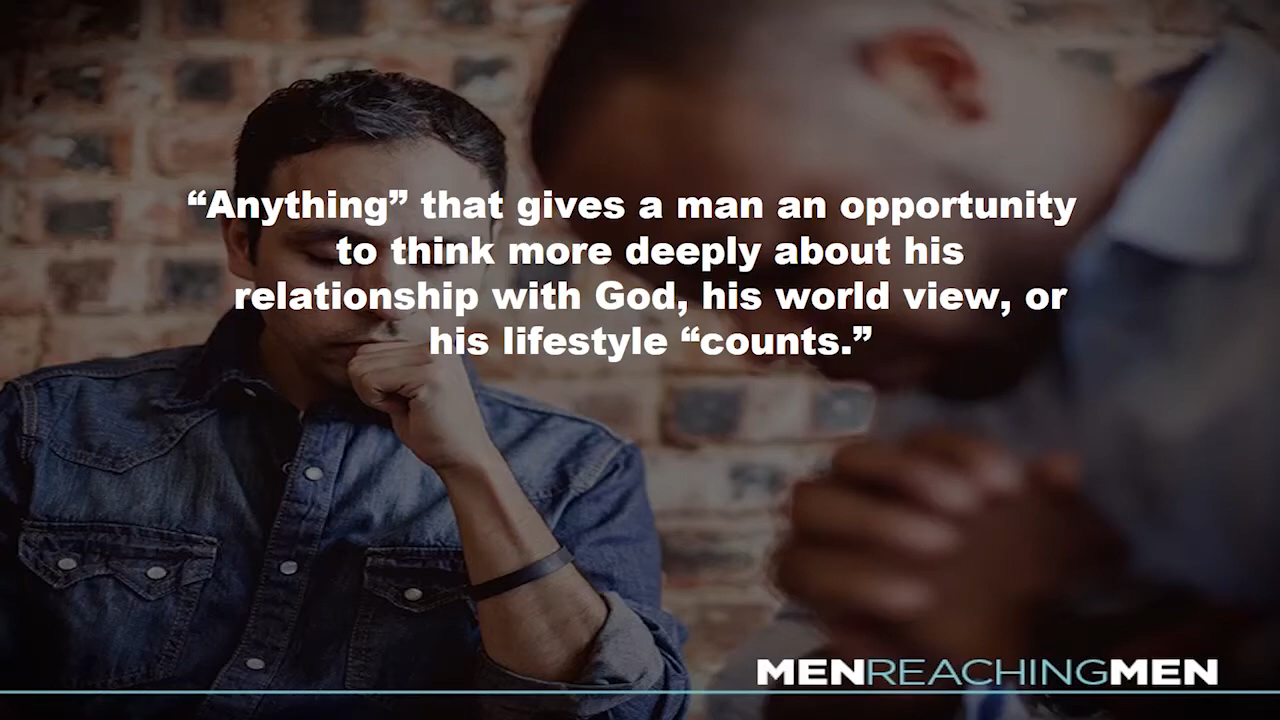 “Anything” that gives a man an opportunity
to think more deeply about his
relationship with God, his world view, or
his lifestyle “counts.”
MENREACHINGMEN